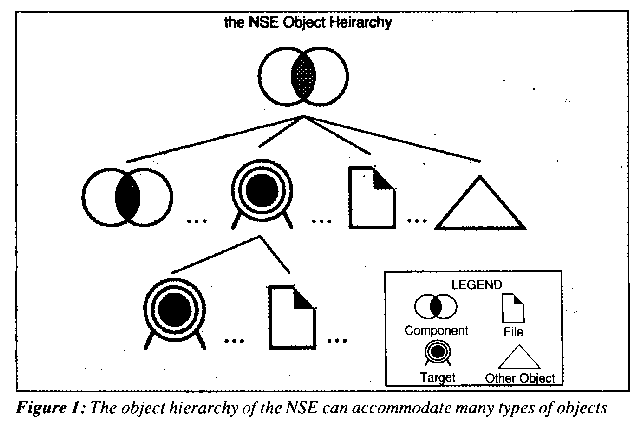 the NSE Object Heirarchy
... ... ...
... ...
LEGEND
Component File
Target Other Object
Figure 1: The object hierarchy of the NSE can accommodate many types of objects